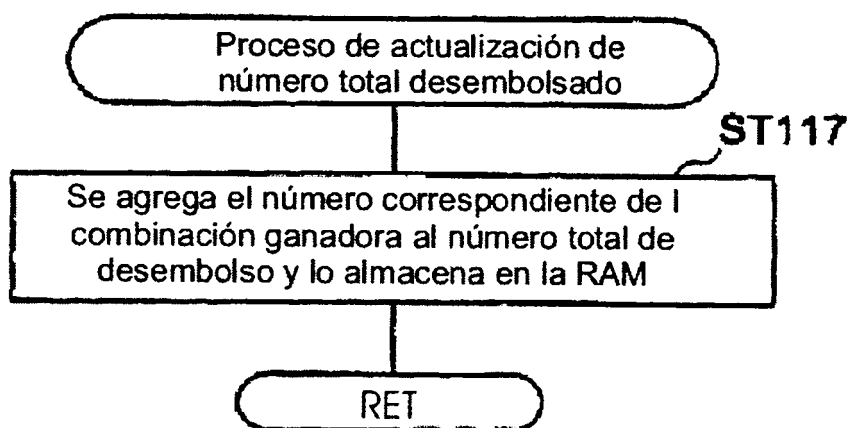 Proceso de actualización de
número total desembolsado
ST117
Se agrega el número correspondiente de l
combinación ganadora al número total de
desembolso y lo almacena en la RAM
RET